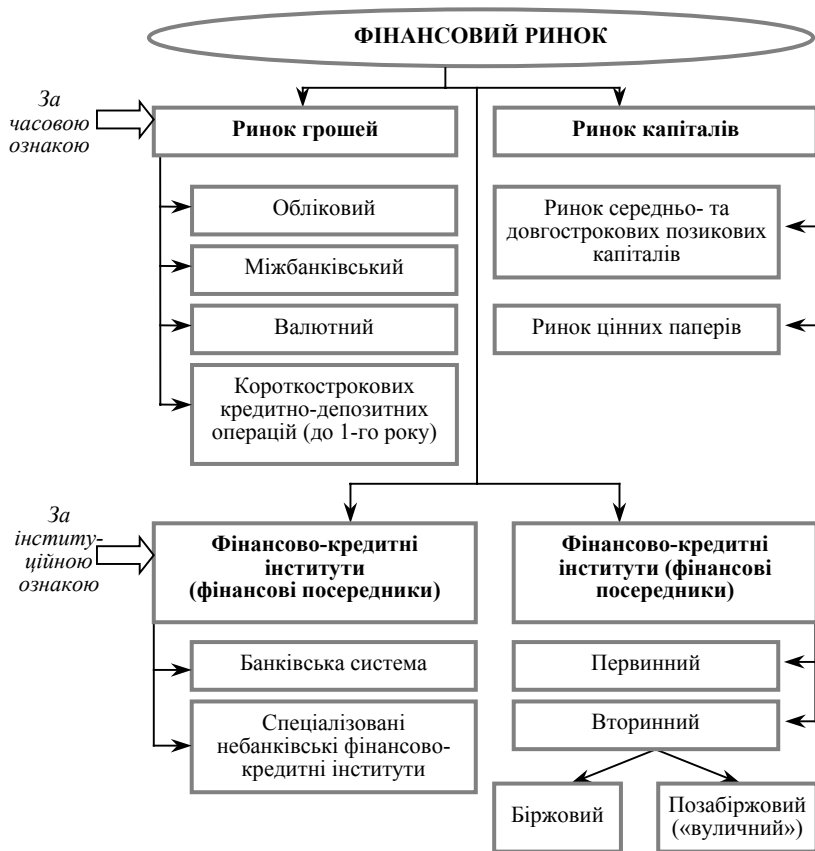 ФІНАНСОВИЙ РИНОК
За
часовою
ознакою
Ринок грошей
Ринок капіталів
Обліковий
Міжбанківський
Валютний
Короткострокових
кредитно-депозитних
операцій (до 1-го року)
Ринок середньо- та
довгострокових позикових
капіталів
Ринок цінних паперів
За
інститу-
ційною
ознакою
Фінансово-кредитні
інститути
(фінансові посередники)
Фінансово-кредитні
інститути (фінансові
посередники)
Банківська система
Спеціалізовані
небанківські фінансово-
кредитні інститути
Первинний
Вторинний
Біржовий
Позабіржовий
(«вуличний»)